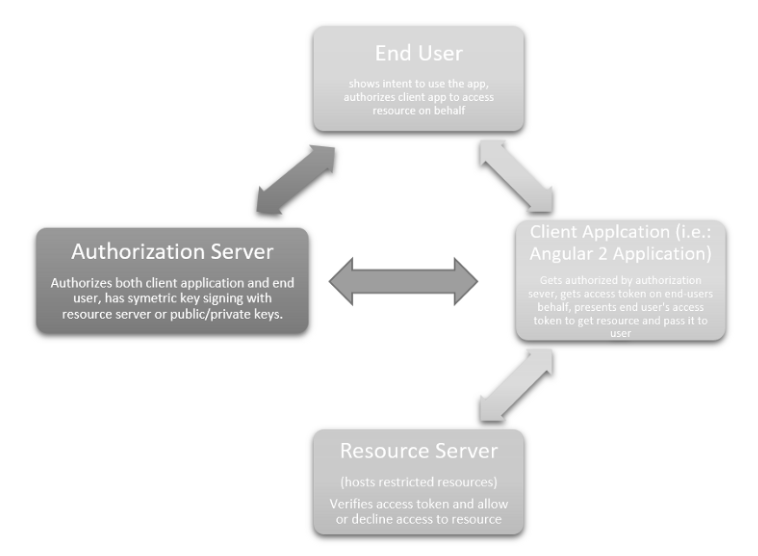 End User
shows intent to use the app,
authorizes client app to access
resource on behalf
Authorization Server
Authorizes both client application and end
user, has symetric key signing with
resource server or public/private keys.
Client Applcation (i.e.:
Angular 2 Application)
Gets authorized by authorization
sever, gets access token on end-users
behalf, presents end user's access
token to get resource and pass it to
user
Resource Server
(hosts restricted resources)
Verifies access token and allow
or decline access to resource